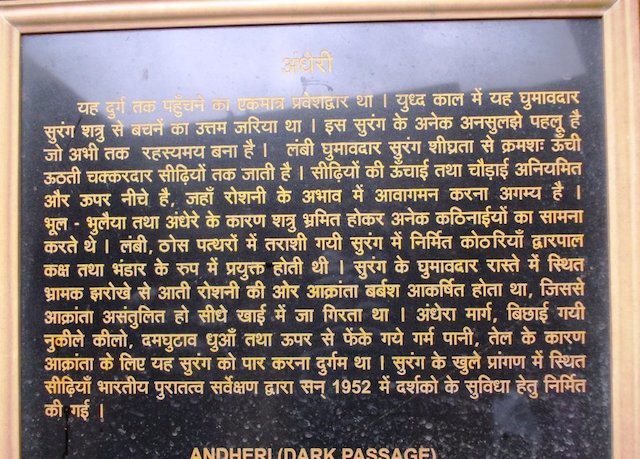 अंधेरी
यह दुर्ग तक पहुँचने का एकमात्र प्रवेशद्वार था । युध्द काल में यह घुमावदार
सुरंग शत्रु से बचनें का उत्तम जरिया था । इस सुरंग के अनेक अनसुलझे पहलू है
जो अभी तक रहस्यमय बना है । लंबी घुमावदार सुरंग शीघ्रता से क्रमशः ऊँची
ऊठती चक्करदार सीढ़ियों तक जाती है । सीढ़ियों की ऊंचाई तथा चौड़ाई अनियमित
और ऊपर नीचे है, जहाँ रोशनी के अभाव में आवागमन करना अगम्य है ।
भूल - भुलैया तथा अंधेरे के कारण शत्रु भ्रमित होकर अनेक कठिनाईयों का सामना
करते थे । लंबी, ठोस पत्थरों में तराशी गयी सुरंग में निर्मित कोठरियाँ द्वारपाल
कक्ष तथा भंडार के रुप में प्रयुक्त होती थी । सुरंग के घुमावदार रास्ते में स्थित
भ्रामक झरोखे से आती रोशनी की ओर आक्रांता बर्बश आकर्षित होता था, जिससे
आक्रांता असंतुलित हो सीधे खाई में जा गिरता था । अंधेरा मार्ग, बिछाई गयी
नुकीले कीलो, दमघुटाव धुआँ तथा ऊपर से फेंके गये गर्म पानी, तेल के कारण
आक्रांता के लिए यह सुरंग को पार करना दुर्गम था । सुरंग के खुले प्रांगण में स्थित
सीढ़ियाँ भारतीय पुरातत्व सर्वेक्षण द्वारा सन् 1952 में दर्शको के सुविधा हेतु निर्मित
की गई ।
ANDHERI (DARK PASSAGE)